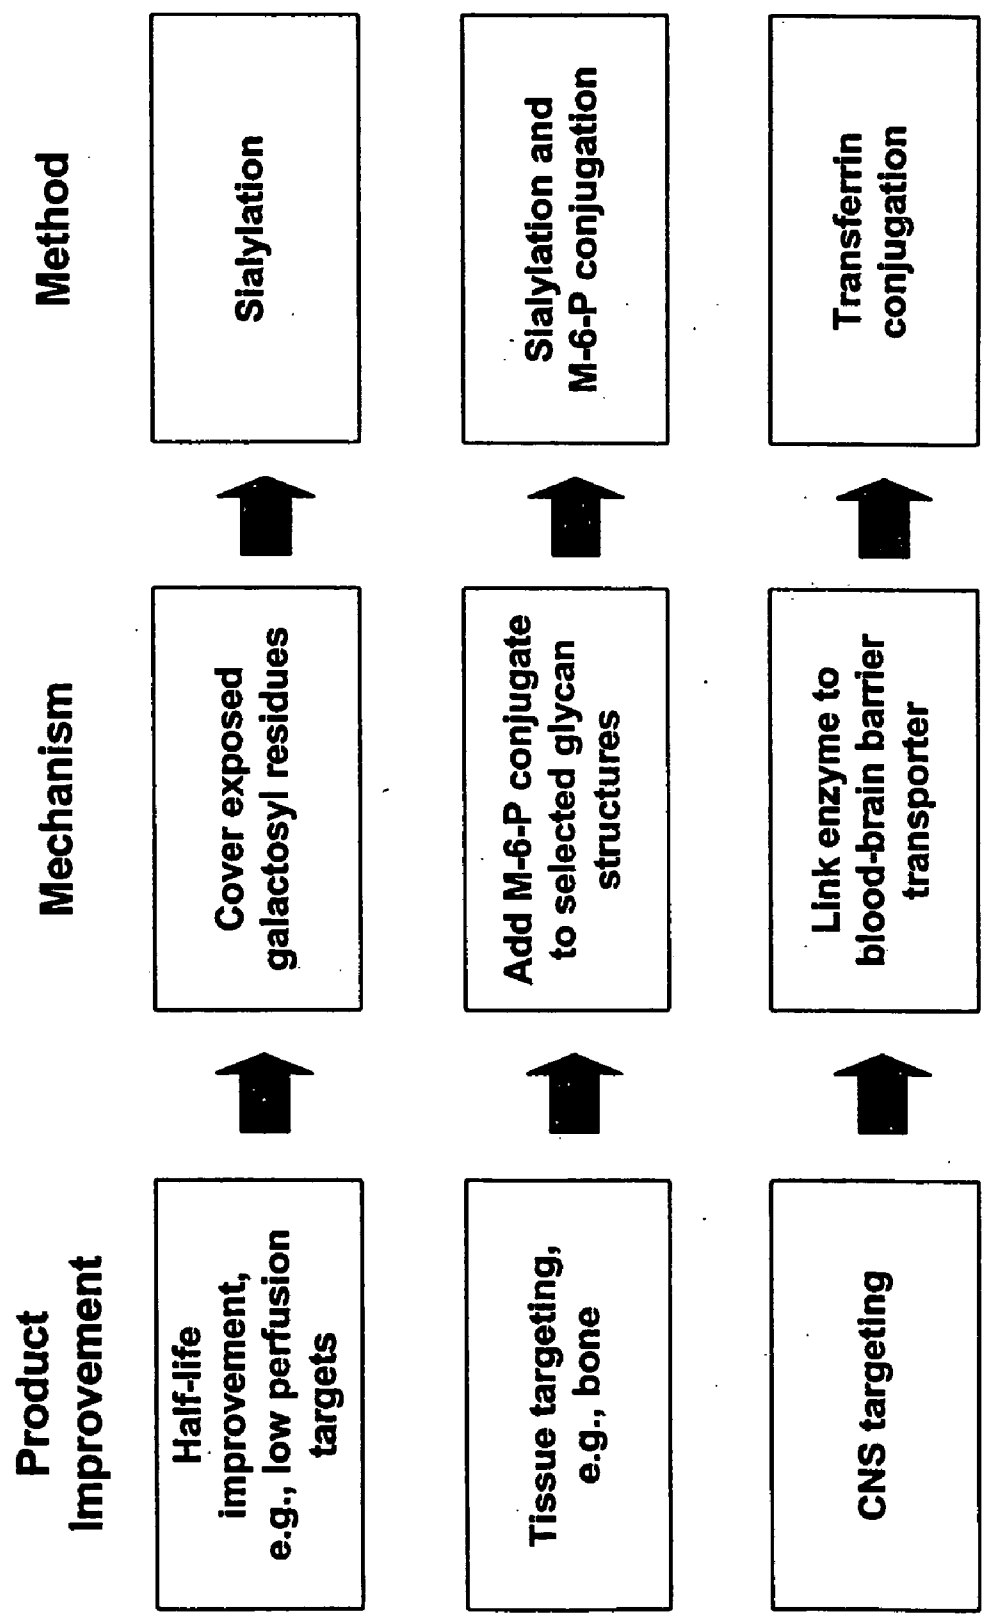 Product
Improvement
Mechanism
Method
Half-life
improvement,
e.g., low perfusion
targets
Cover exposed
galactosyl residues
Sialylation
Tissue targeting,
e.g., bone
Add M-6-P conjugate
to selected glycan
structures
Sialylation and
M-6-P conjugation
CNS targeting
Link enzyme to
blood-brain barrier
transporter
Transferrin
conjugation